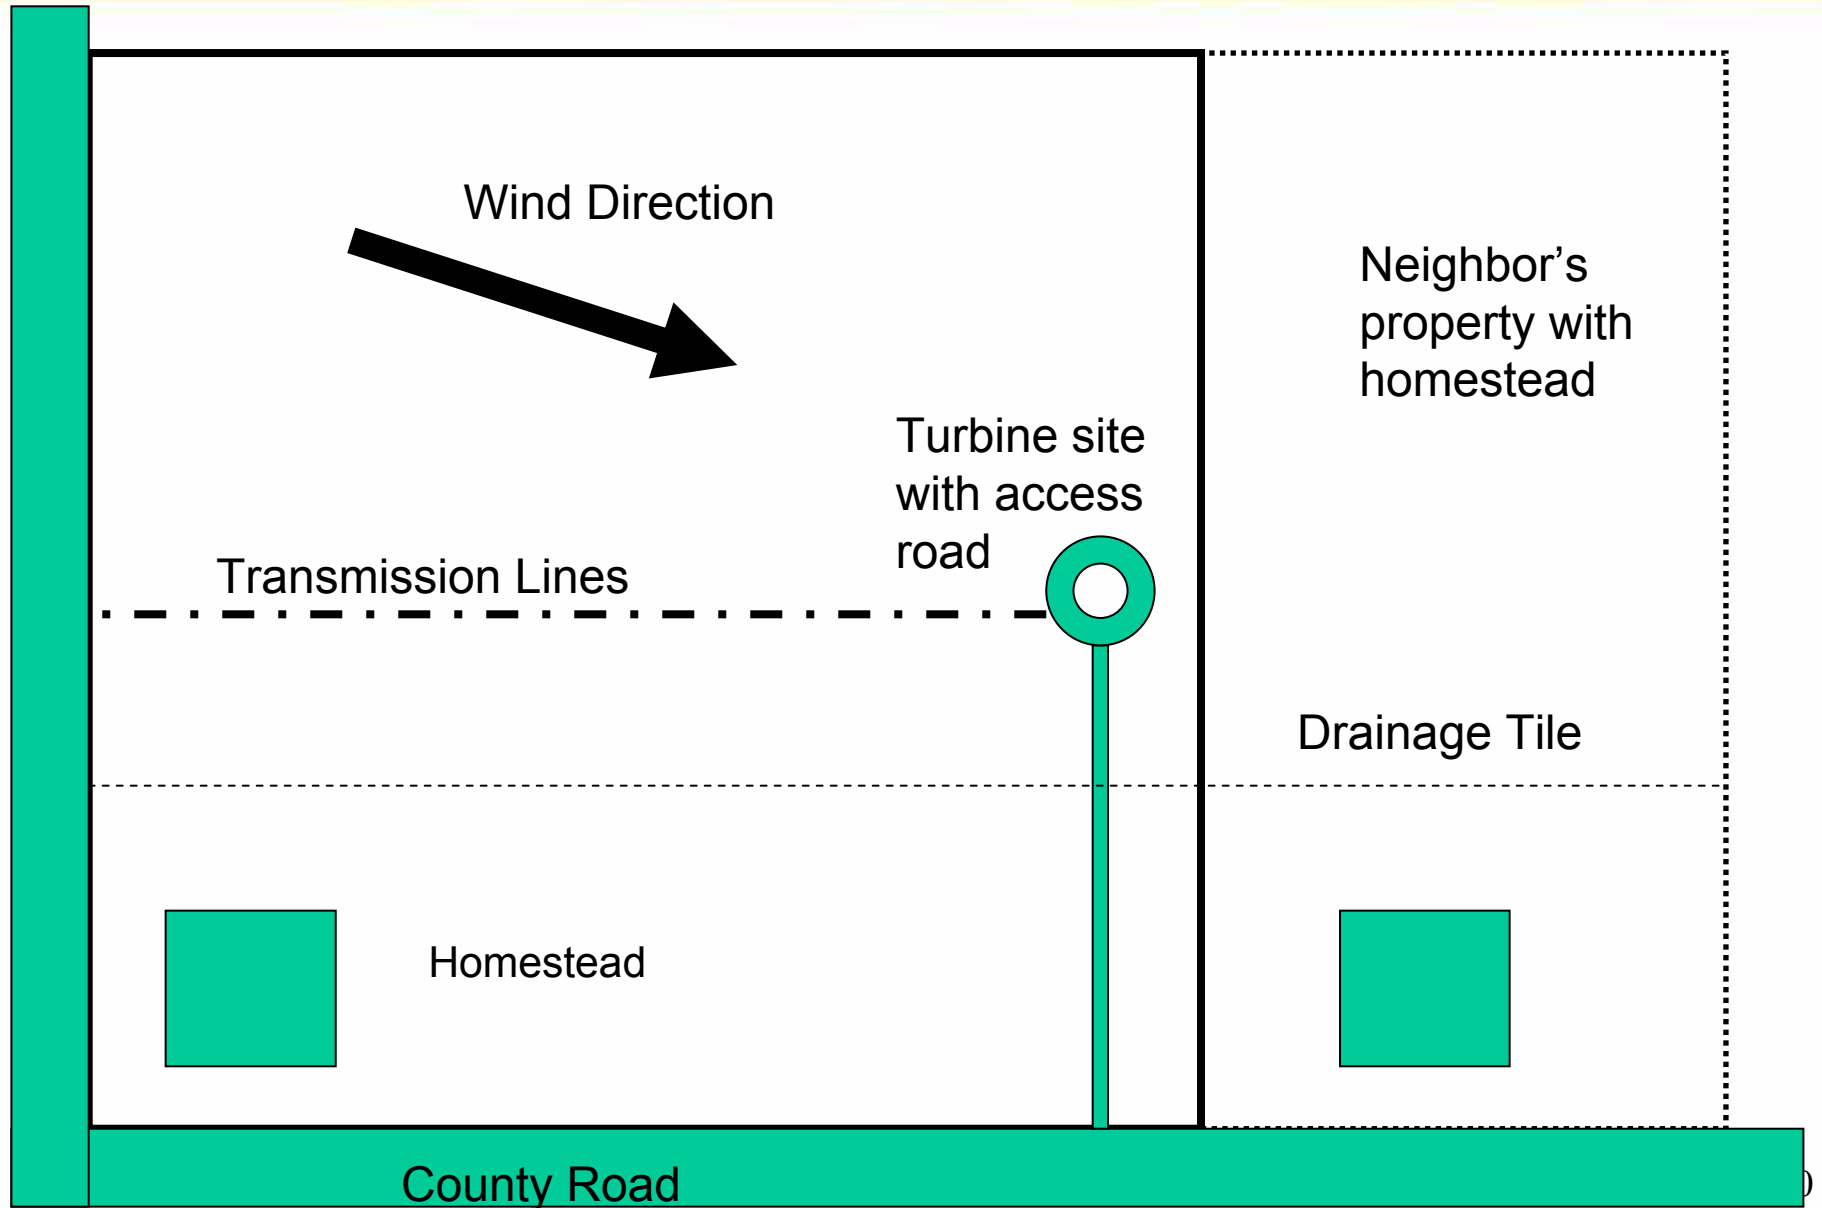 Wind Direction
Neighbor’s
property with
homestead
Turbine site
with access
road
Transmission Lines
Drainage Tile
Homestead
County Road